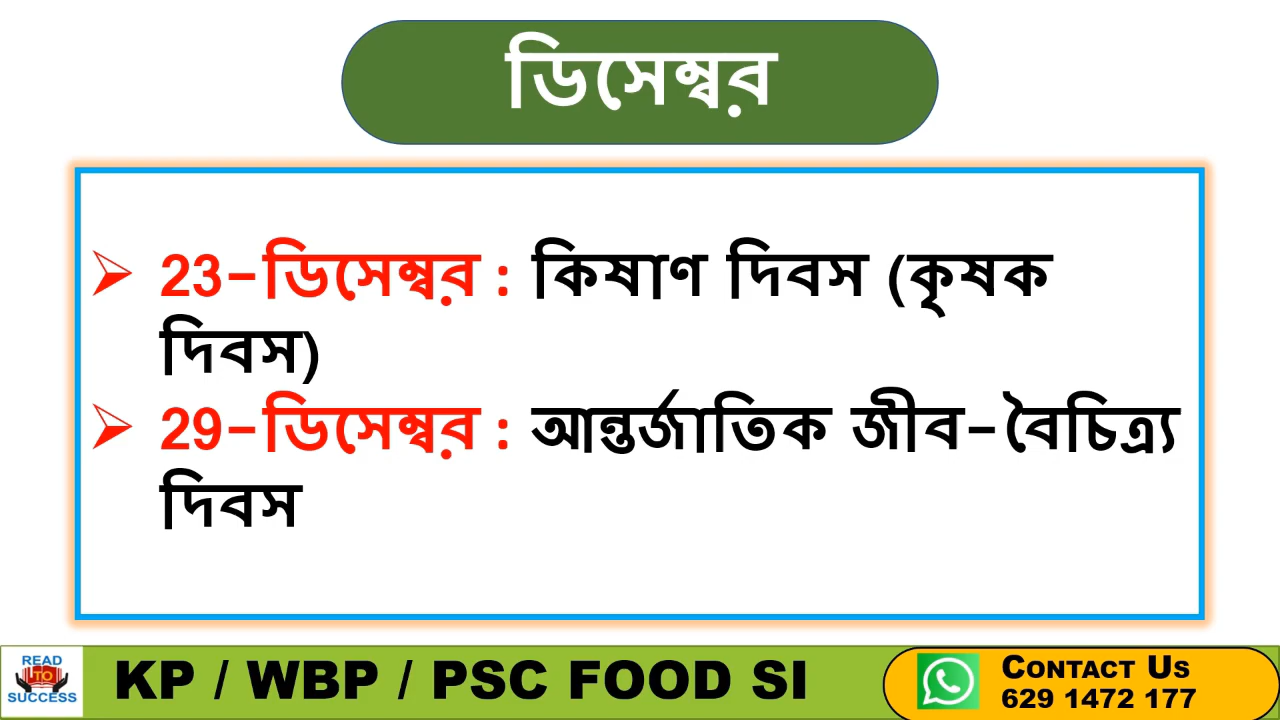 ডিসেম্বর
➢ 23-ডিসেম্বর : কিষাণ দিবস (কৃষক
দিবস)
➢ 29-ডিসেম্বর : আন্তর্জাতিক জীব-বৈচিত্র্য
দিবস
READ
TO
SUCCESS
KP / WBP / PSC FOOD SI
CONTACT US
629 1472 177